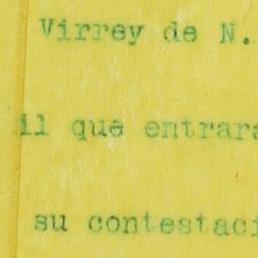 Virrey de N.
il que entrara
su contestaci